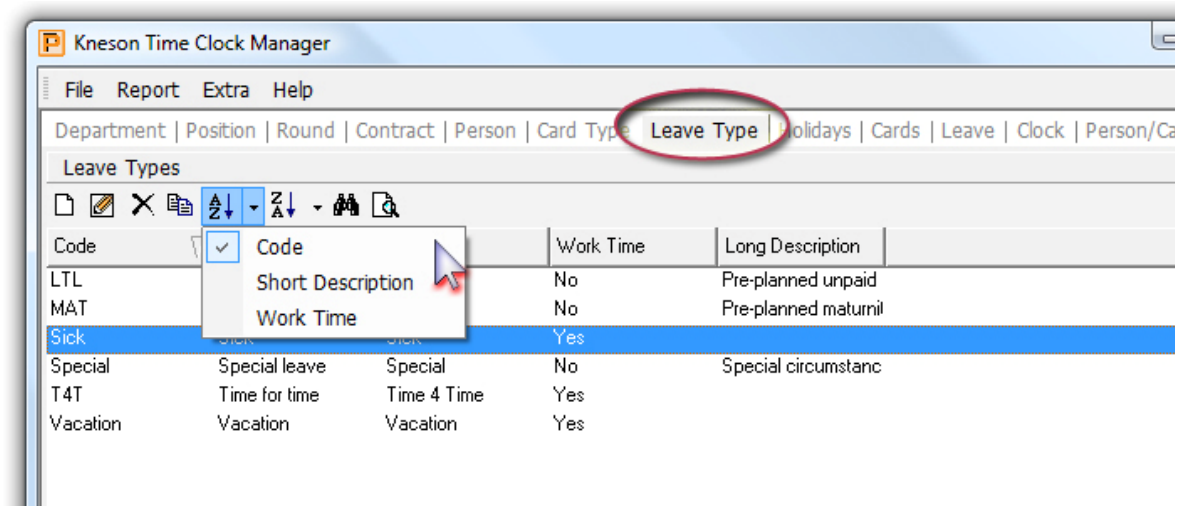 Kneson Time Clock Manager
File Report Extra Help
Department | Position | Round | Contract | Person | Card Type Leave Type | Holidays | Cards | Leave | Clock | Person/Ca
Leave Types
Code Work Time Long Description
Code
Short Description
Work Time
LTL No Pre-planned unpaid
MAT No Pre-planned maturnil
Sick Sick Sick Yes
Special Special leave Special No Special circumstanc
T4T Time for time Time 4 Time Yes
Vacation Vacation Vacation Yes